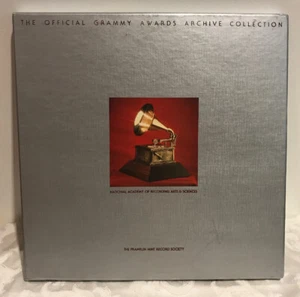 THE OFFICIAL GRAMMY AWARDS ARCHIVE COLLECTION
NATIONAL ACADEMY OF RECORDING ARTS & SCIENCES
THE FRANKLIN MINT RECORD SOCIETY